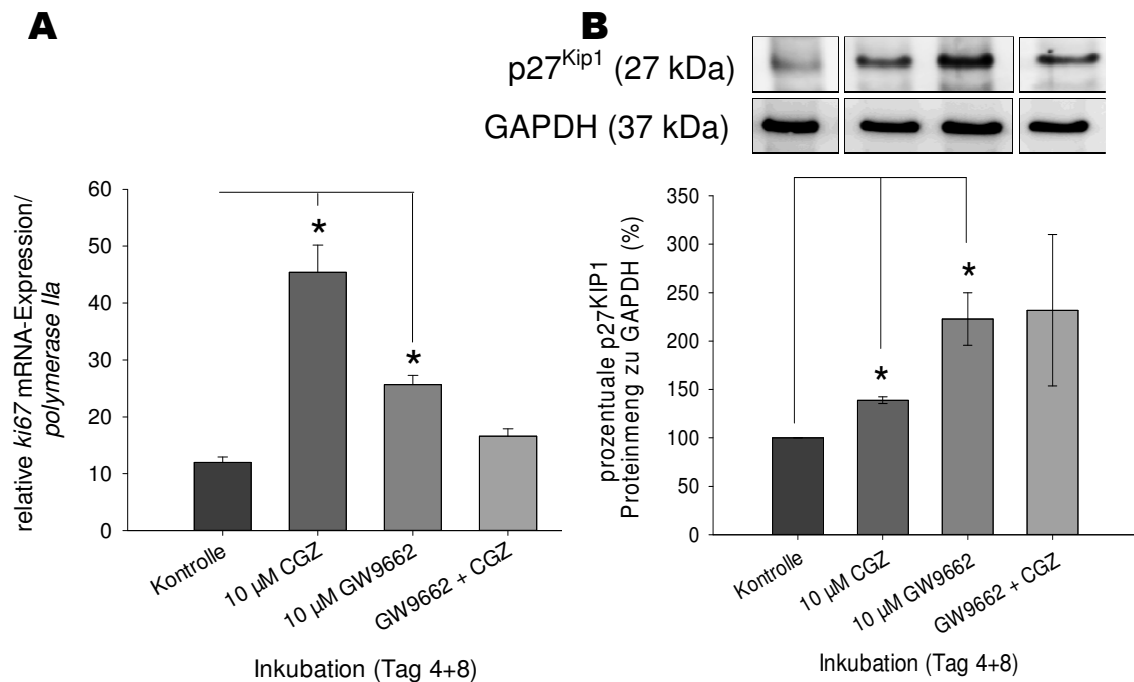 A
relative ki67 mRNA-Expression/
polymerase IIa
60
50
40
30
20
10
0
*
*
Kontrolle
10 µM CGZ
10 µM GW9662
GW9662 + CGZ
Inkubation (Tag 4+8)
B
p27Kip1 (27 kDa)
GAPDH (37 kDa)
prozentuale p27KIP1
Proteinmeng zu GAPDH (%)
350
300
250
200
150
100
50
0
*
*
Kontrolle
10 µM CGZ
10 µM GW9662
GW9662 + CGZ
Inkubation (Tag 4+8)